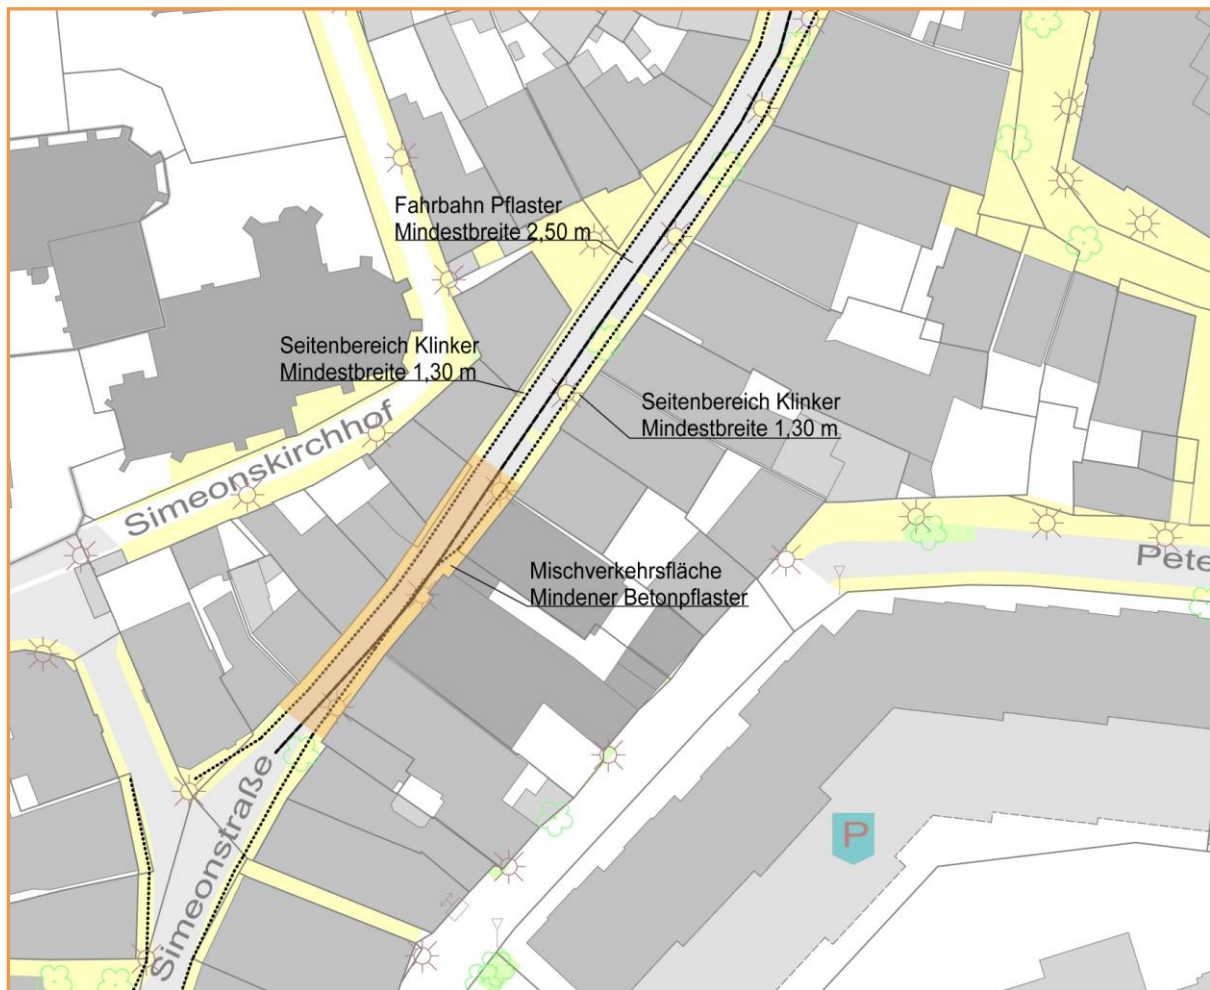 Fahrbahn Pflaster
Mindestbreite 2,50 m
Seitenbereich Klinker
Mindestbreite 1,30 m
Seitenbereich Klinker
Mindestbreite 1,30 m
Simeonskirchhof
Mischverkehrsfläche
Mindener Betonpflaster
Pete
Simeonstraße
P